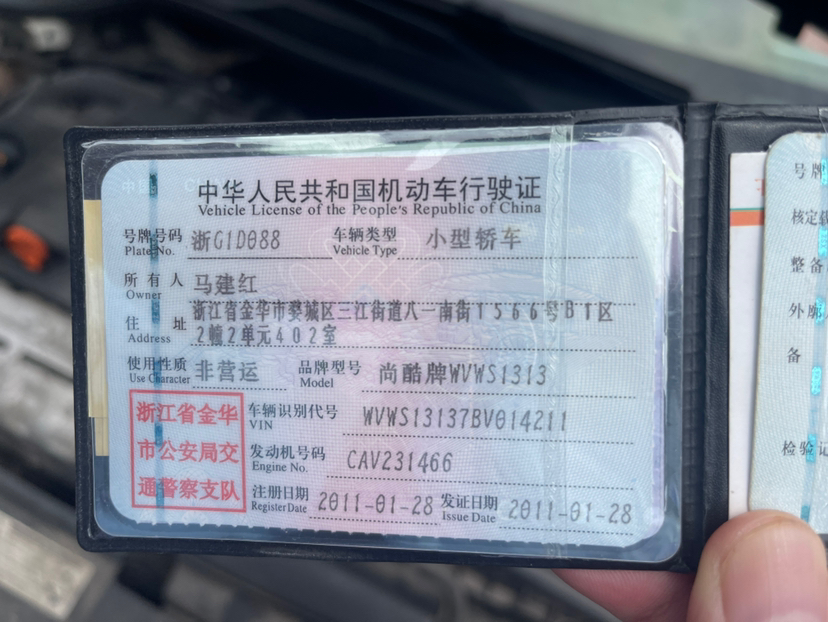 中华人民共和国机动车行驶证
Vehicle License of the People's Republic of China
号牌号码 浙G1D088 车辆类型 小型轿车
Plate No. Vehicle Type
所有人 马建红
Owner
住址 浙江省金华市婺城区三江街道八一南街1566号B1区
Address 2幢2单元402室
使用性质 非营运 品牌型号 尚酷牌WVWS1313
Use Character Model
浙江省金华
市公安局交
通警察支队
车辆识别代号 WVWS13137BV014211
VIN
发动机号码 CAV231466
Engine No.
注册日期 2011-01-28 发证日期 2011-01-28
Register Date Issue Date
号牌
核定
整备
外廓
备
检验记